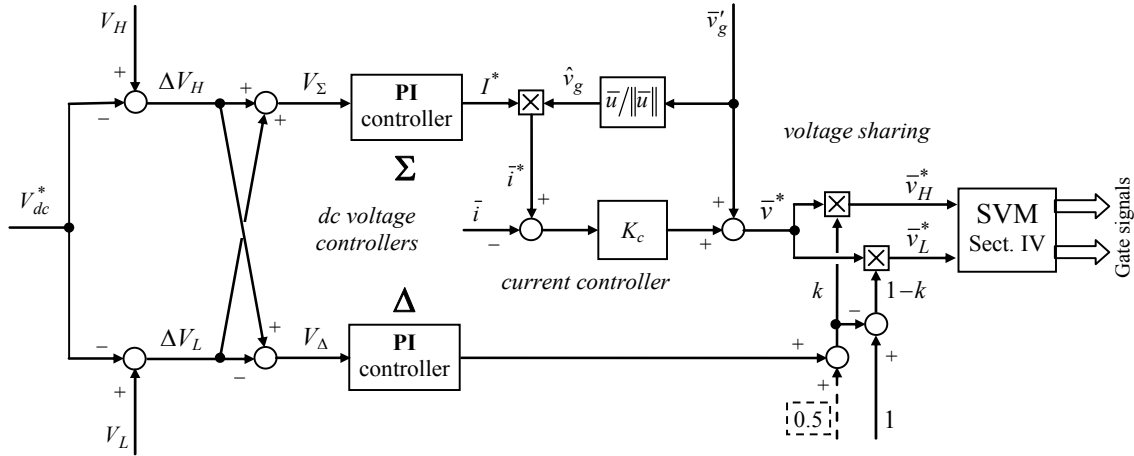 V_H
v̄′_g
+
ΔV_H
+
V_Σ
PI
controller
I*
×
v̂_g
ū/‖ū‖
−
+
voltage sharing
Σ
ī*
V*_dc
dc voltage
controllers
ī
+
−
K_c
+
+
v̄*
×
v̄*_H
v̄*_L
×
SVM
Sect. IV
Gate signals
current controller
Δ
k
1−k
−
ΔV_L
+
−
V_Δ
PI
controller
+
−
+
+
+
V_L
0.5
1